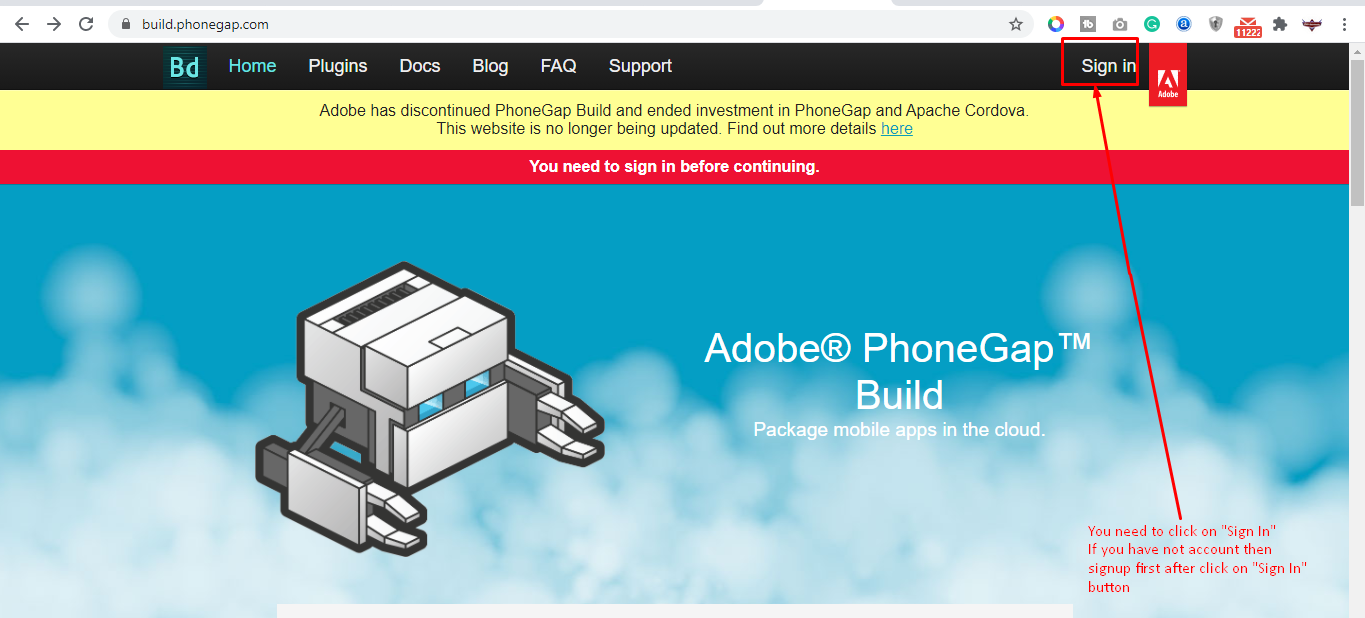 build.phonegap.com
11222
Bd Home Plugins Docs Blog FAQ Support Sign in
Adobe
Adobe has discontinued PhoneGap Build and ended investment in PhoneGap and Apache Cordova.
This website is no longer being updated. Find out more details here
You need to sign in before continuing.
Adobe® PhoneGap™
Build
Package mobile apps in the cloud.
You need to click on "Sign In"
If you have not account then
signup first after click on "Sign In"
button